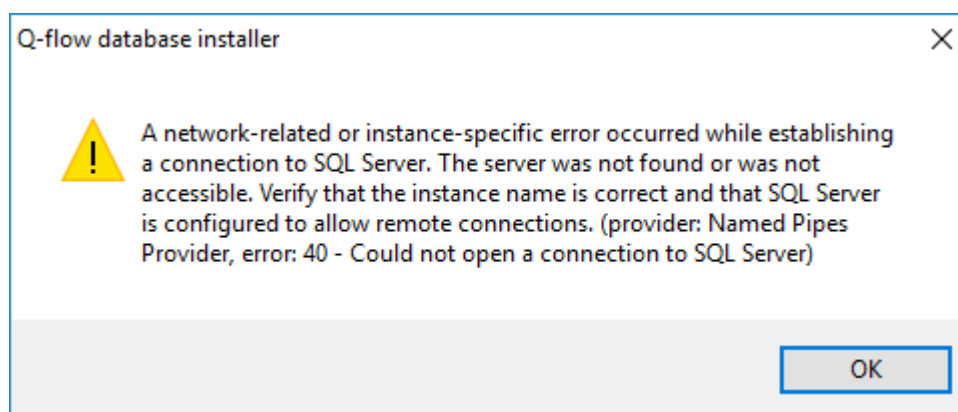 Q-flow database installer
A network-related or instance-specific error occurred while establishing
a connection to SQL Server. The server was not found or was not
accessible. Verify that the instance name is correct and that SQL Server
is configured to allow remote connections. (provider: Named Pipes
Provider, error: 40 - Could not open a connection to SQL Server)
OK